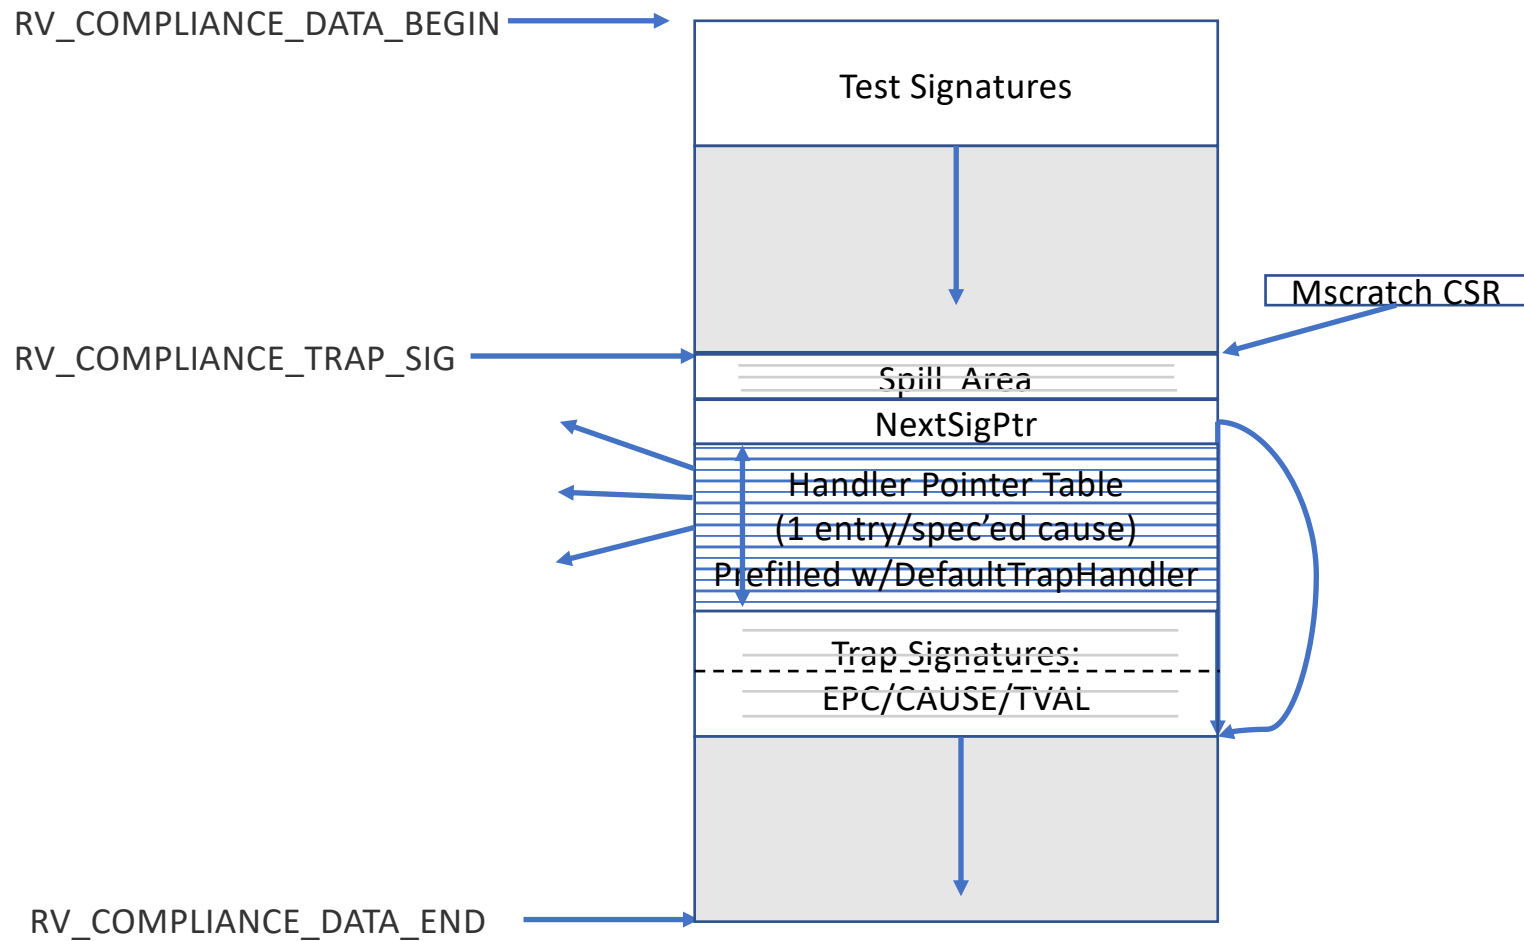 RV_COMPLIANCE_DATA_BEGIN
Test Signatures
Mscratch CSR
RV_COMPLIANCE_TRAP_SIG
Spill Area
NextSigPtr
Handler Pointer Table
(1 entry/spec’ed cause)
Prefilled w/DefaultTrapHandler
Trap Signatures:
EPC/CAUSE/TVAL
RV_COMPLIANCE_DATA_END